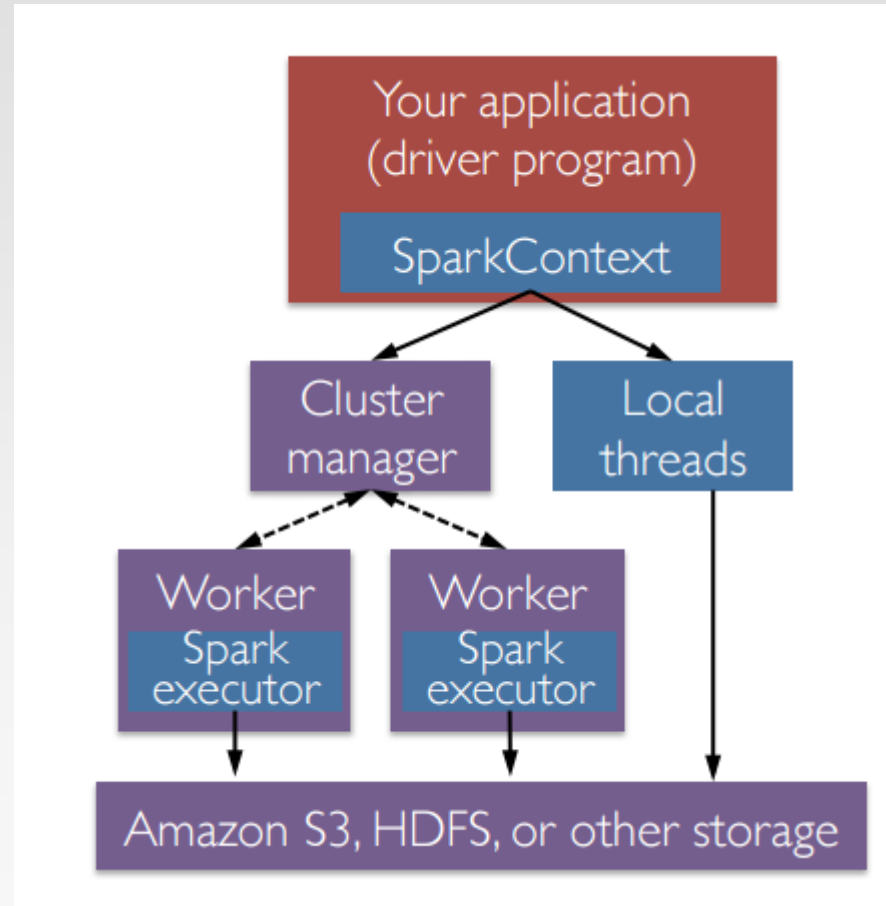 Your application
(driver program)
SparkContext
Cluster
manager
Local
threads
Worker
Spark
executor
Worker
Spark
executor
Amazon S3, HDFS, or other storage